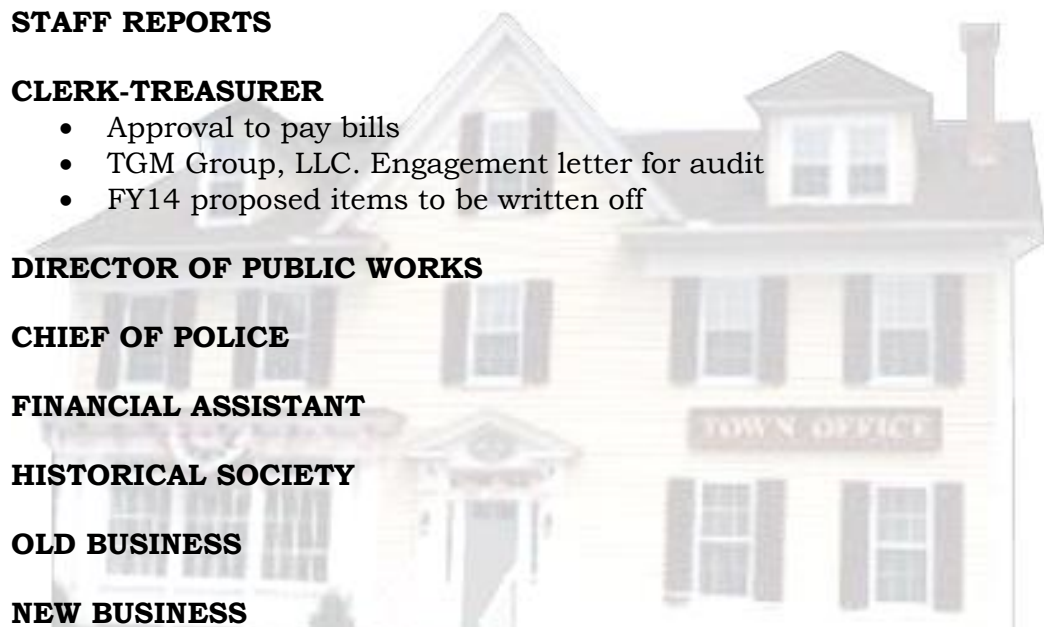 STAFF REPORTS
CLERK-TREASURER
• Approval to pay bills
• TGM Group, LLC. Engagement letter for audit
• FY14 proposed items to be written off
DIRECTOR OF PUBLIC WORKS
CHIEF OF POLICE
FINANCIAL ASSISTANT
TOWN OFFICE
HISTORICAL SOCIETY
OLD BUSINESS
NEW BUSINESS